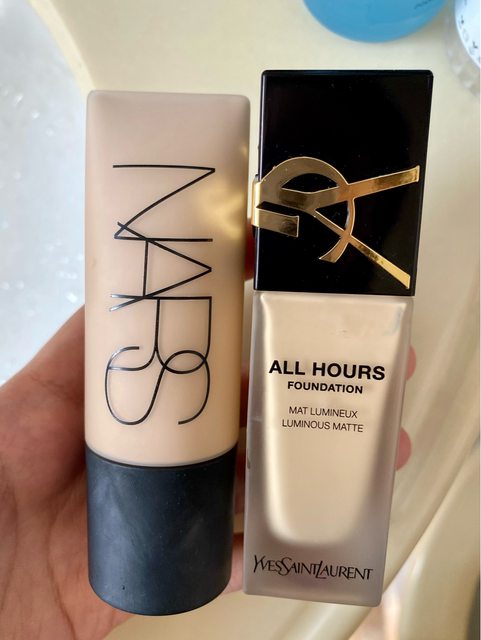 NARS
ALL HOURS
FOUNDATION
MAT LUMINEUX
LUMINOUS MATTE
YVESSAINTLAURENT